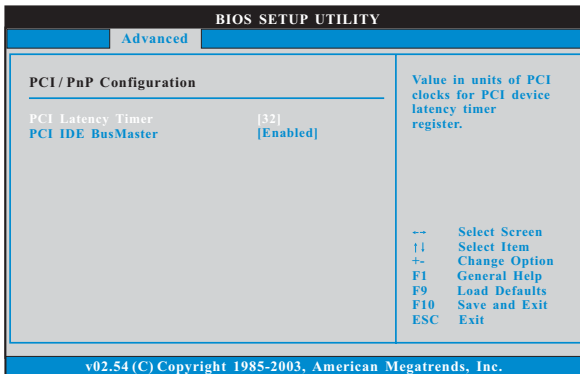 BIOS SETUP UTILITY
Advanced
PCI / PnP Configuration
PCI Latency Timer [32]
PCI IDE BusMaster [Enabled]
Value in units of PCI
clocks for PCI device
latency timer
register.
←→ Select Screen
↑↓ Select Item
+- Change Option
F1 General Help
F9 Load Defaults
F10 Save and Exit
ESC Exit
v02.54 (C) Copyright 1985-2003, American Megatrends, Inc.